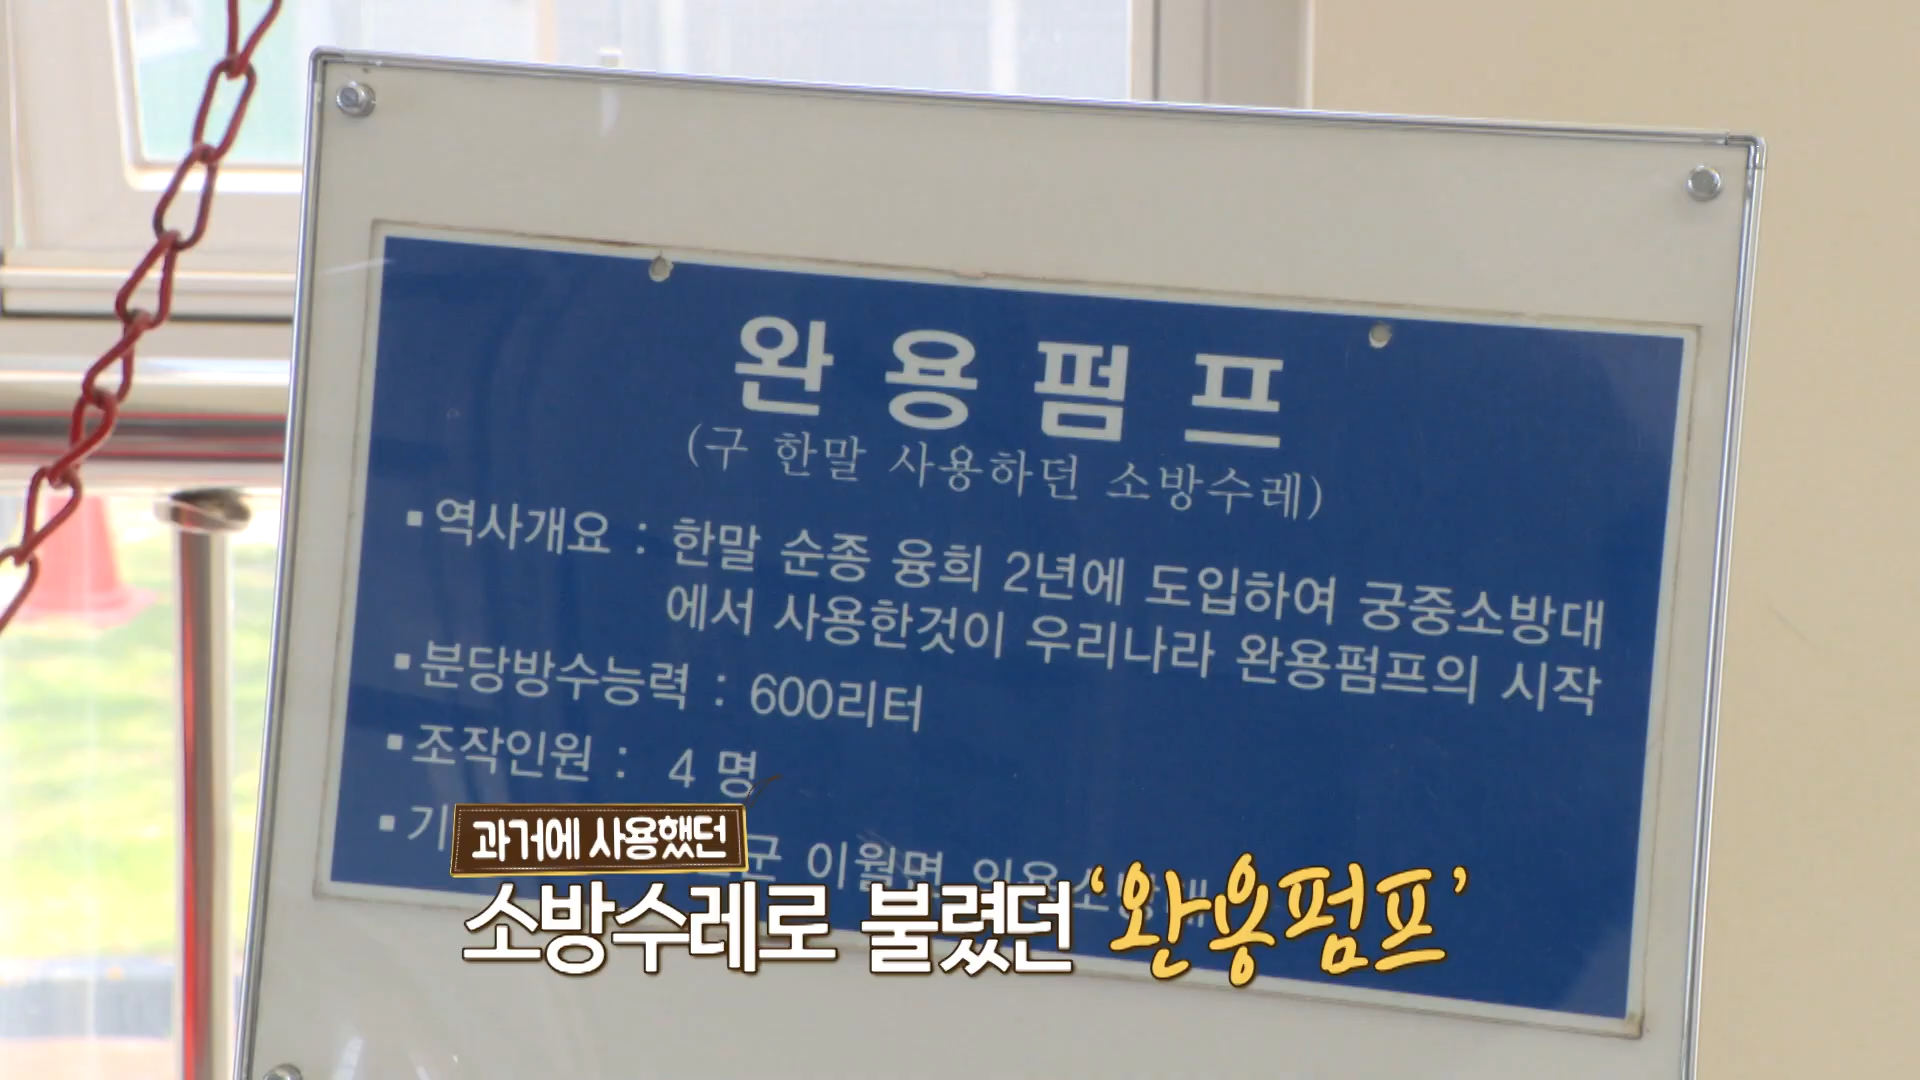 완용펌프
(구 한말 사용하던 소방수레)
▪역사개요 : 한말 순종 융희 2년에 도입하여 궁중소방대
에서 사용한것이 우리나라 완용펌프의 시작
▪분당방수능력 : 600리터
▪조작인원 : 4 명
▪기 군 이월면 의용소방대
과거에 사용했던
소방수레로 불렸던 ‘완용펌프’